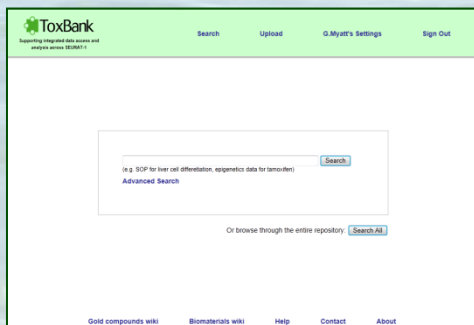 ToxBank
Supporting integrated data access and
analysis across SEURAT-1
Search Upload G.Myatt's Settings Sign Out
Search
(e.g. SOP for liver cell differetiation, epigenetics data for tamoxifen)
Advanced Search
Or browse through the entire repository: Search All
Gold compounds wiki Biomaterials wiki Help Contact About